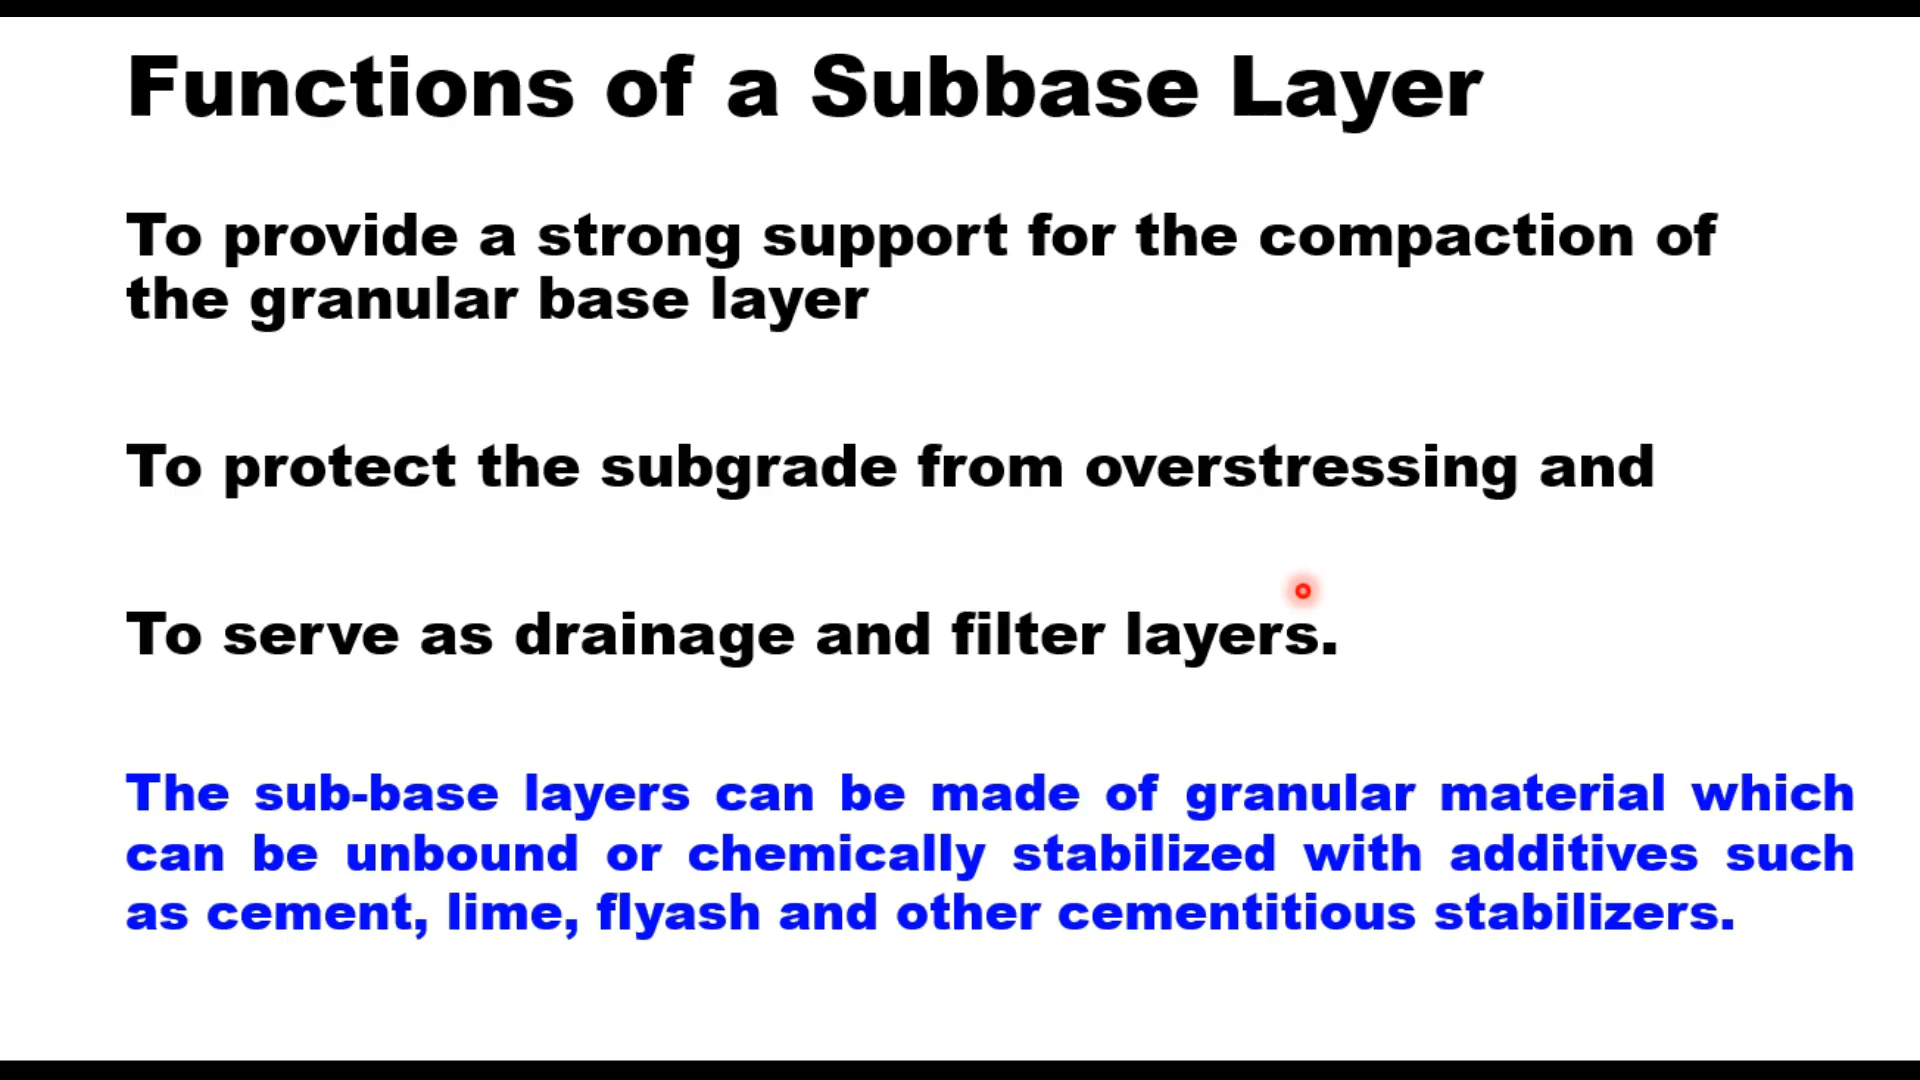 Functions of a Subbase Layer
To provide a strong support for the compaction of
the granular base layer
To protect the subgrade from overstressing and
To serve as drainage and filter layers.
The sub-base layers can be made of granular material which
can be unbound or chemically stabilized with additives such
as cement, lime, flyash and other cementitious stabilizers.